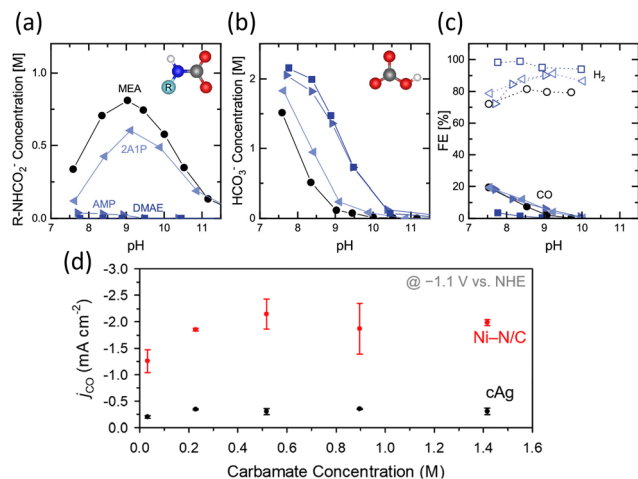 (a)
(b)
(c)
R-NHCO₂⁻ Concentration [M]
1.0
0.5
0.0
MEA
2A1P
AMP
DMAE
R
7 8 9 10 11
pH
HCO₃⁻ Concentration [M]
2
1
0
7 8 9 10 11
pH
FE [%]
100
80
60
40
20
0
H₂
CO
7 8 9 10 11
pH
(d)
@ −1.1 V vs. NHE
jCO (mA cm⁻²)
-3.0
-2.5
-2.0
-1.5
-1.0
-0.5
0.0
Ni–N/C
cAg
0.0 0.2 0.4 0.6 0.8 1.0 1.2 1.4 1.6
Carbamate Concentration (M)